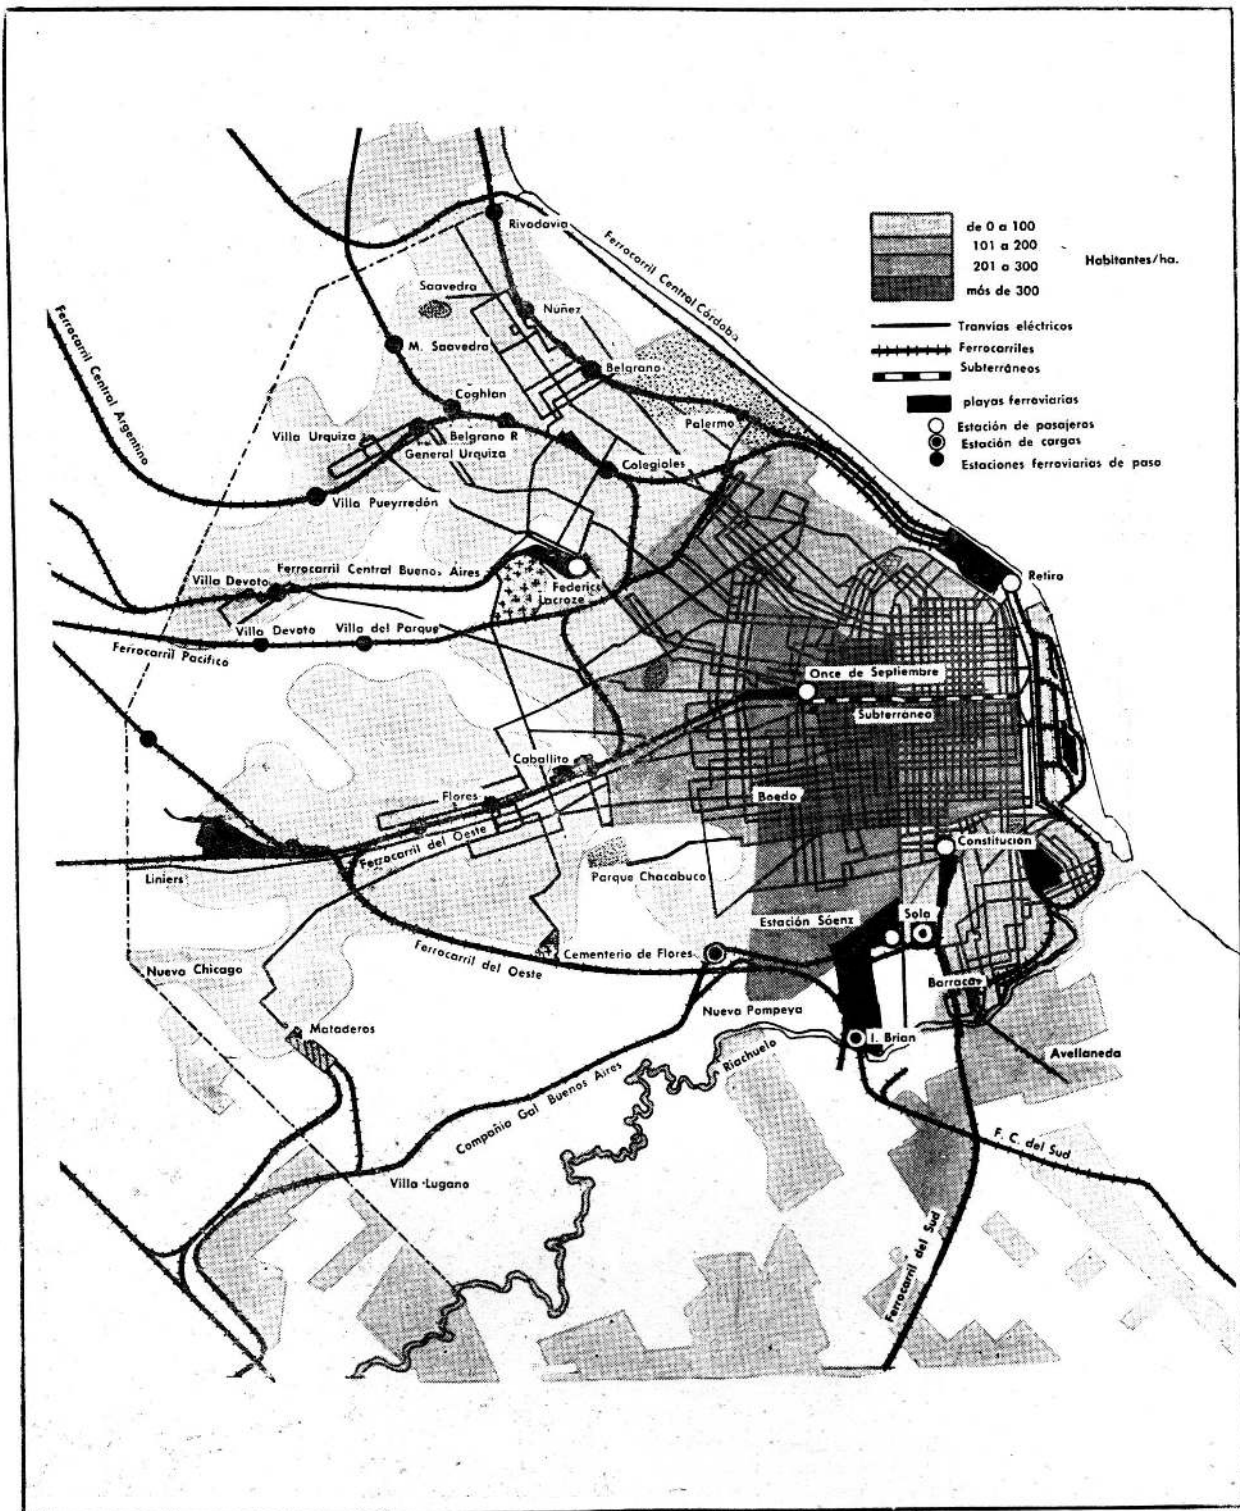 de 0 a 100
101 a 200
201 a 300
más de 300
Habitantes/ha.
Tranvías eléctricos
Ferrocarriles
Subterráneos
playas ferroviarias
Estación de pasajeros
Estación de cargas
Estaciones ferroviarias de paso
Rivadavia
Ferrocarril Central Córdoba
Saavedra
Nuñez
M. Saavedra
Belgrano
Ferrocarril Central Argentino
Coghlan
Palermo
Villa Urquiza
Belgrano R
General Urquiza
Colegiales
Villa Pueyrredón
Ferrocarril Central Buenos Aires
Villa Devoto
Federico
Lacroze
Retiro
Villa Devoto
Villa del Parque
Ferrocarril Pacífico
Once de Septiembre
Subterraneo
Caballito
Flores
Boedo
Ferrocarril del Oeste
Constitución
Liniers
Parque Chacabuco
Estación Sáenz
Sola
Ferrocarril del Oeste
Cementerio de Flores
Nueva Chicago
Barracas
Nueva Pompeya
Mataderos
I. Brian
Avellaneda
Riachuelo
Compañia Gal Buenos Aires
F. C. del Sud
Villa Lugano
Ferrocarril del Sud